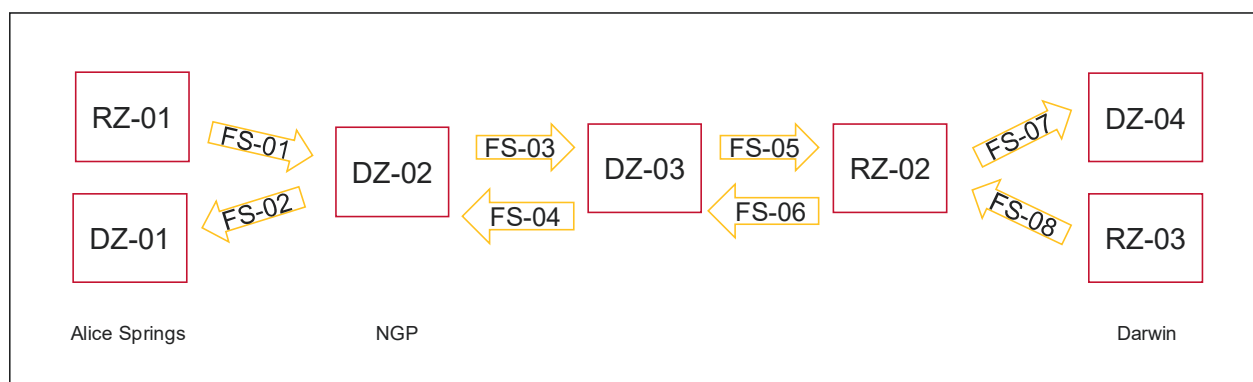 RZ-01
FS-01
DZ-02
FS-03
DZ-03
FS-05
RZ-02
FS-07
DZ-04
DZ-01
FS-02
FS-04
FS-06
FS-08
RZ-03
Alice Springs
NGP
Darwin